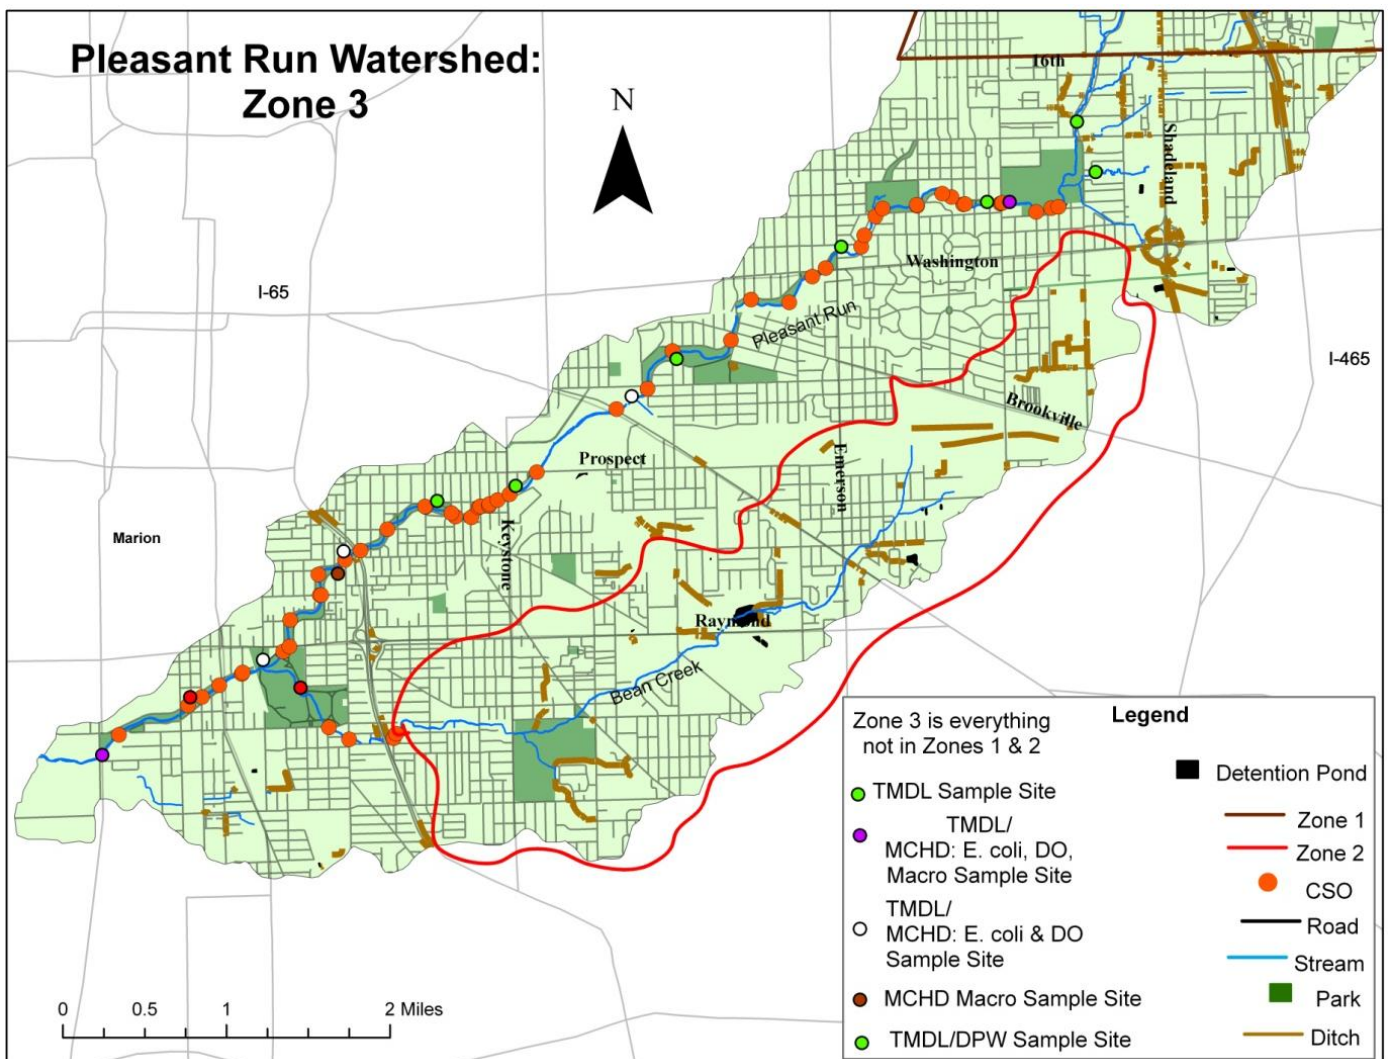 Pleasant Run Watershed:
Zone 3
N
16th
Shadeland
I-65
Washington
Pleasant Run
I-465
Brookville
Prospect
Emerson
Marion
Keystone
Raymond
Bean Creek
Legend
Zone 3 is everything
not in Zones 1 & 2
TMDL Sample Site
TMDL/
MCHD: E. coli, DO,
Macro Sample Site
TMDL/
MCHD: E. coli & DO
Sample Site
MCHD Macro Sample Site
TMDL/DPW Sample Site
Detention Pond
Zone 1
Zone 2
CSO
Road
Stream
Park
Ditch
0 0.5 1 2 Miles